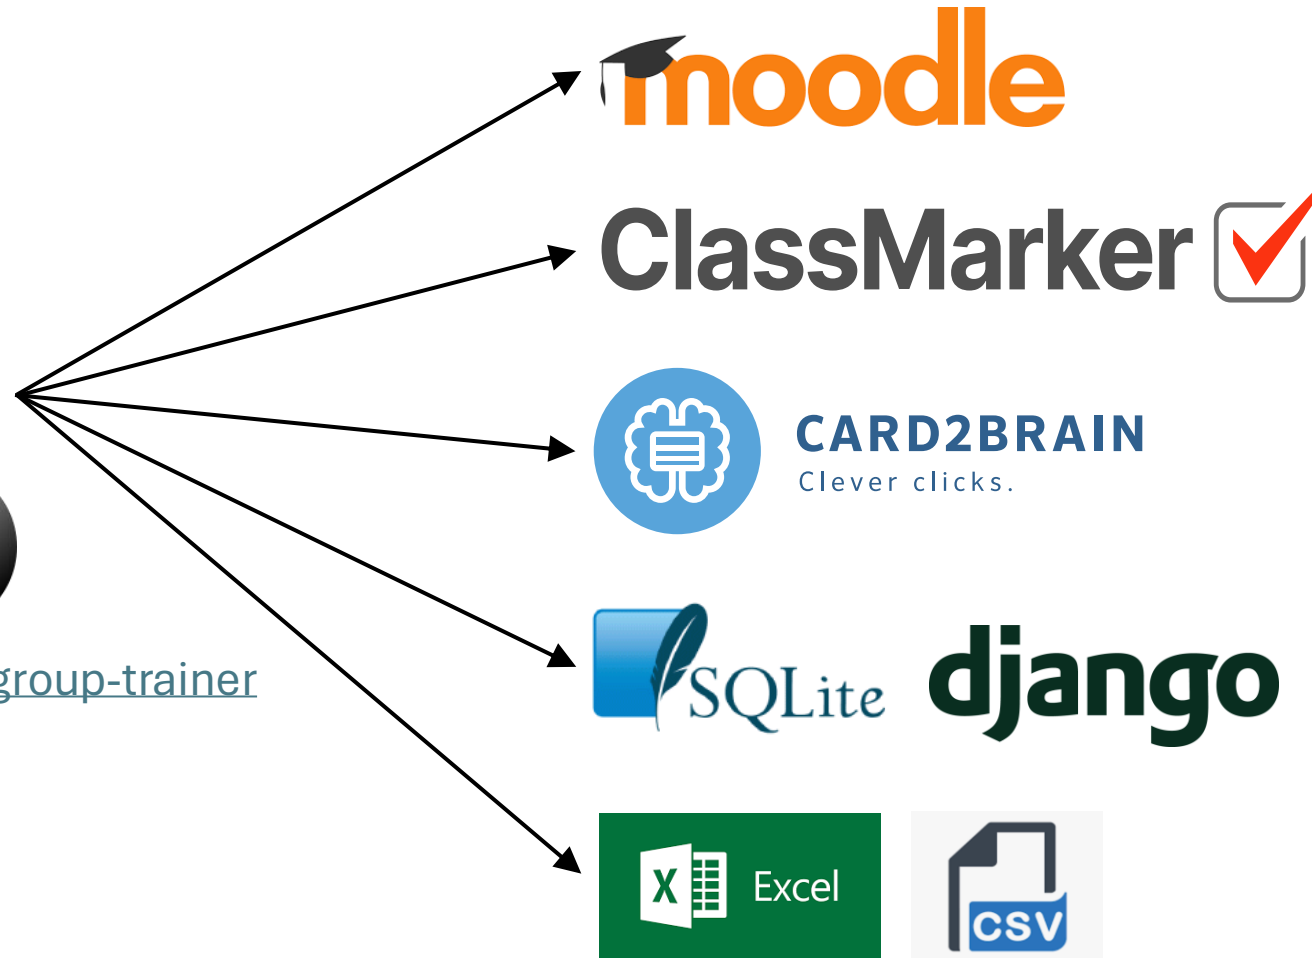 moodle
ClassMarker
CARD2BRAIN
Clever clicks.
group-trainer
SQLite django
X Excel
CSV